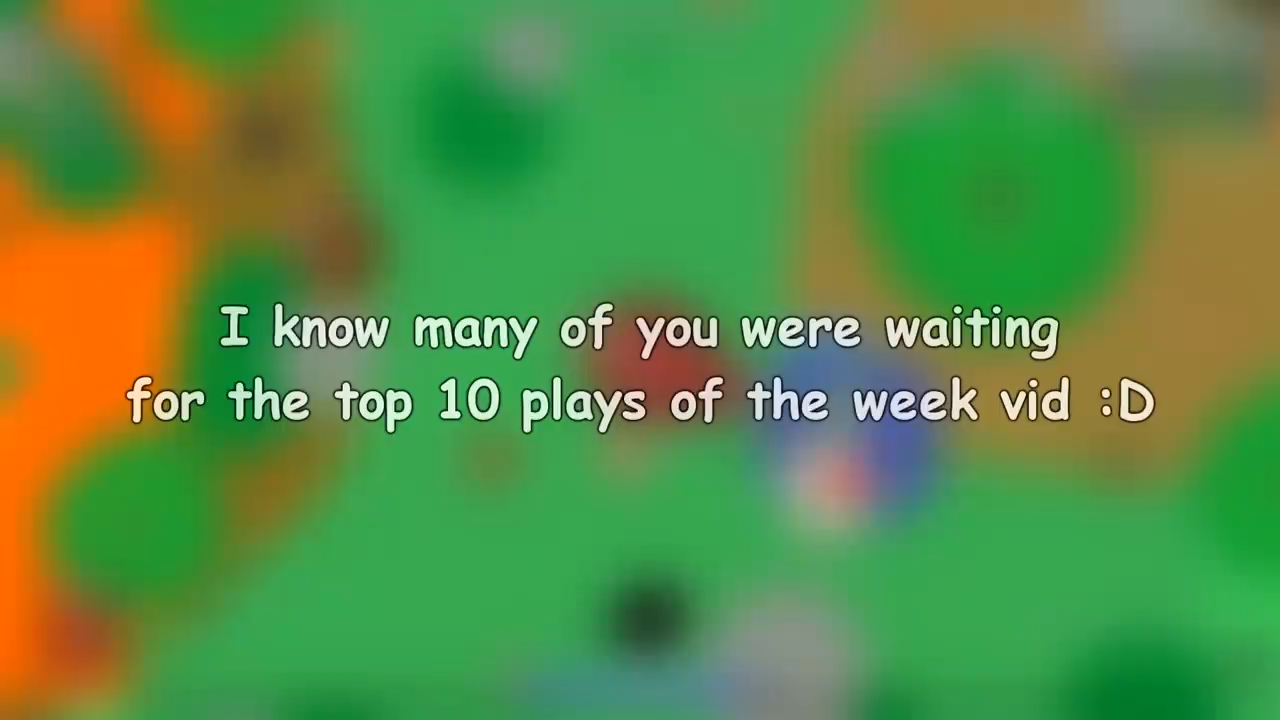 I know many of you were waiting
for the top 10 plays of the week vid :D